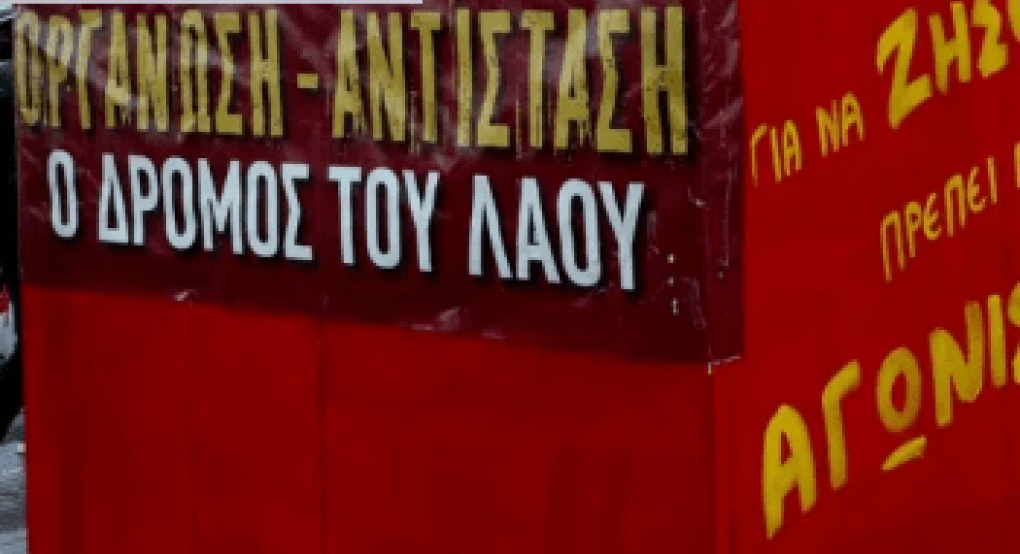 ΟΡΓΑΝΩΣΗ - ΑΝΤΙΣΤΑΣΗ
Ο ΔΡΟΜΟΣ ΤΟΥ ΛΑΟΥ
ΓΙΑ ΝΑ
ΠΡΕΠΕΙ